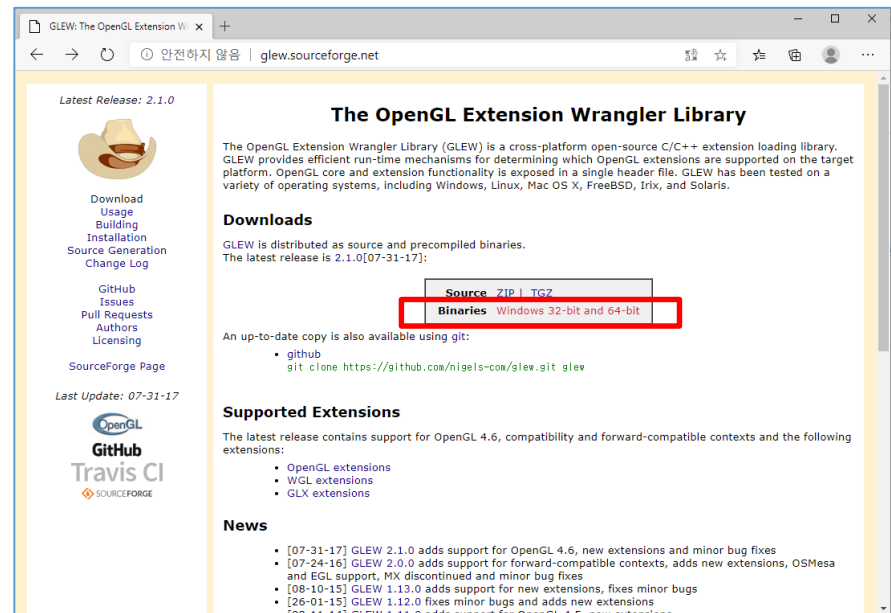 GLEW: The OpenGL Extension W
안전하지 않음 | glew.sourceforge.net
Latest Release: 2.1.0
Download
Usage
Building
Installation
Source Generation
Change Log
GitHub
Issues
Pull Requests
Authors
Licensing
SourceForge Page
Last Update: 07-31-17
OpenGL
GitHub
Travis CI
SOURCEFORGE
The OpenGL Extension Wrangler Library
The OpenGL Extension Wrangler Library (GLEW) is a cross-platform open-source C/C++ extension loading library.
GLEW provides efficient run-time mechanisms for determining which OpenGL extensions are supported on the target
platform. OpenGL core and extension functionality is exposed in a single header file. GLEW has been tested on a
variety of operating systems, including Windows, Linux, Mac OS X, FreeBSD, Irix, and Solaris.
Downloads
GLEW is distributed as source and precompiled binaries.
The latest release is 2.1.0[07-31-17]:
Source ZIP | TGZ
Binaries Windows 32-bit and 64-bit
An up-to-date copy is also available using git:
• github
git clone https://github.com/nigels-com/glew.git glew
Supported Extensions
The latest release contains support for OpenGL 4.6, compatibility and forward-compatible contexts and the following
extensions:
• OpenGL extensions
• WGL extensions
• GLX extensions
News
• [07-31-17] GLEW 2.1.0 adds support for OpenGL 4.6, new extensions and minor bug fixes
• [07-24-16] GLEW 2.0.0 adds support for forward-compatible contexts, adds new extensions, OSMesa
and EGL support, MX discontinued and minor bug fixes
• [08-10-15] GLEW 1.13.0 adds support for new extensions, fixes minor bugs
• [26-01-15] GLEW 1.12.0 fixes minor bugs and adds new extensions